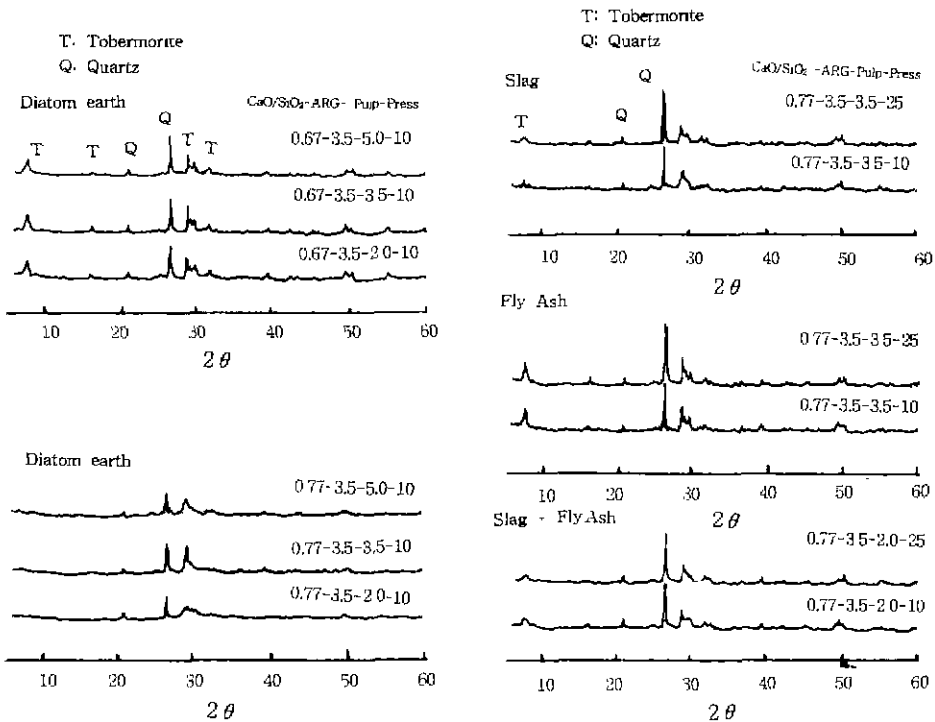 T. Tobermorite
Q. Quartz
Diatom earth
CaO/SiO₂-ARG- Pulp-Press
Q
T
T
Q
T
T
0.67-3.5-5.0-10
0.67-3.5-3.5-10
0.67-3.5-2.0-10
10 20 30 40 50 60
2θ
Diatom earth
0.77-3.5-5.0-10
0.77-3.5-3.5-10
0.77-3.5-2.0-10
10 20 30 40 50 60
2θ
T: Tobermorite
Q: Quartz
Slag
CaO/SiO₂-ARG-Pulp-Press
Q
T
Q
0.77-3.5-3.5-25
0.77-3.5-3.5-10
10 20 30 40 50 60
2θ
Fly Ash
0.77-3.5-3.5-25
0.77-3.5-3.5-10
10 20 30 40 50 60
2θ
Slag - Fly Ash
0.77-3.5-2.0-25
0.77-3.5-2.0-10
10 20 30 40 50 60
2θ